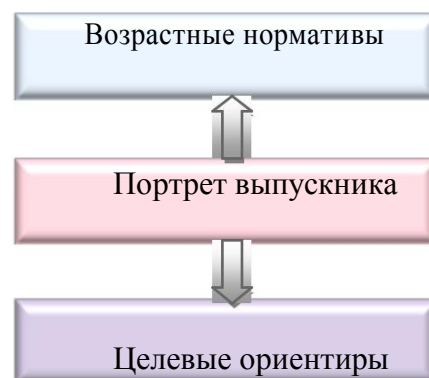 Возрастные нормативы
Портрет выпускника
Целевые ориентиры